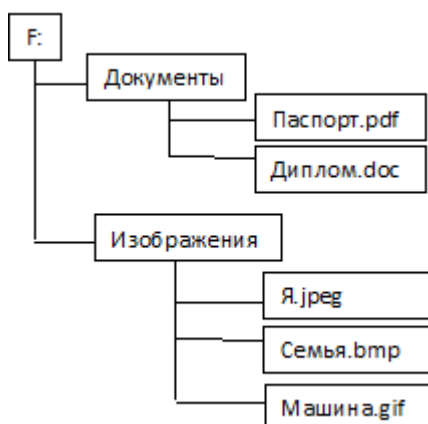 F:
Документы
Паспорт.pdf
Диплом.doc
Изображения
Я.jpeg
Семья.bmp
Машина.gif